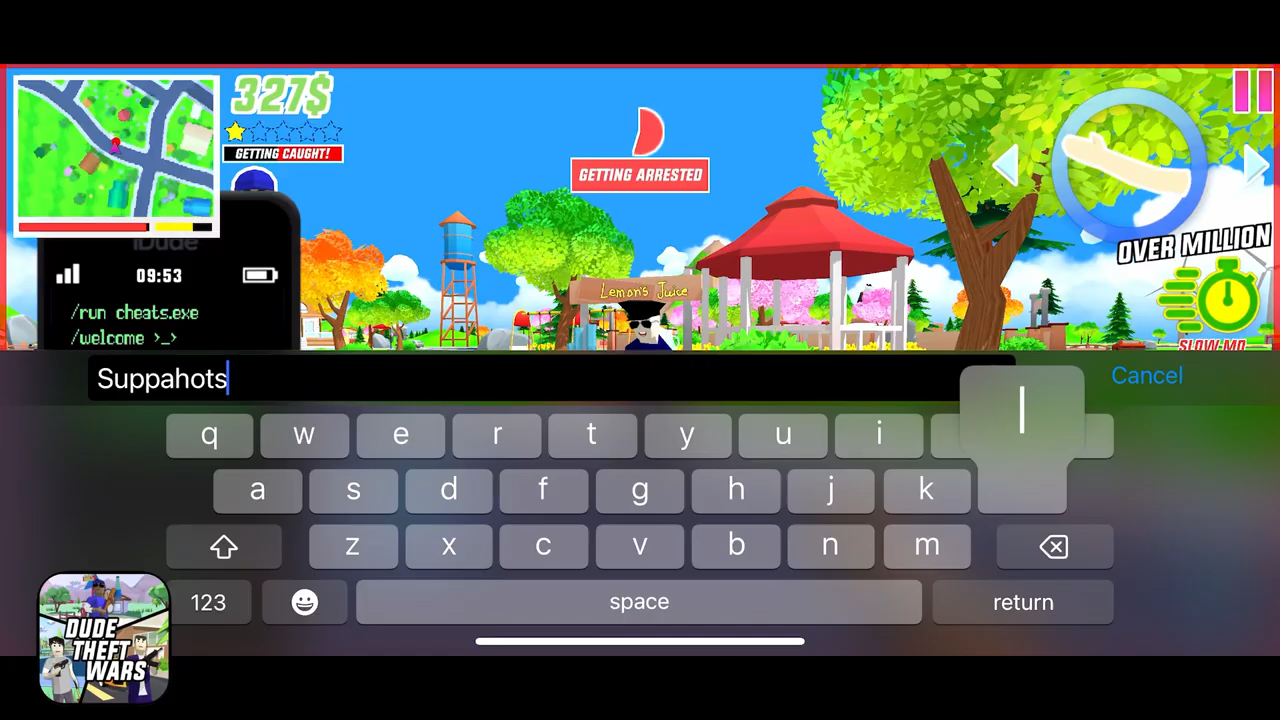 327$
GETTING CAUGHT!
GETTING ARRESTED
OVER MILLION
SLOW MO
Lemon's Juice
iDude
09:53
/run cheats.exe
/welcome >_>
Suppahots
Cancel
l
q w e r t y u i
a s d f g h j k
z x c v b n m
123
space
return
DUDE
THEFT
WARS